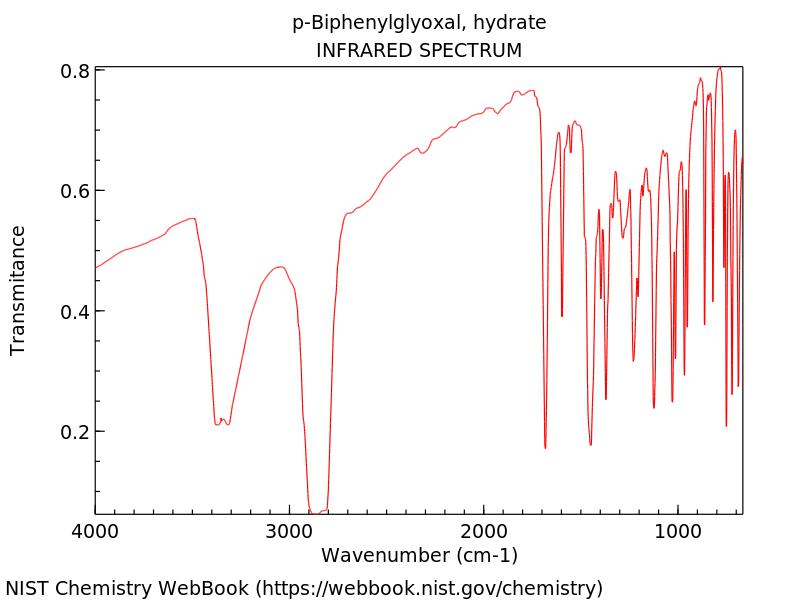 p-Biphenylglyoxal, hydrate
INFRARED SPECTRUM
0.8
0.6
0.4
0.2
Transmitance
4000
3000
2000
1000
Wavenumber (cm-1)
NIST Chemistry WebBook (https://webbook.nist.gov/chemistry)